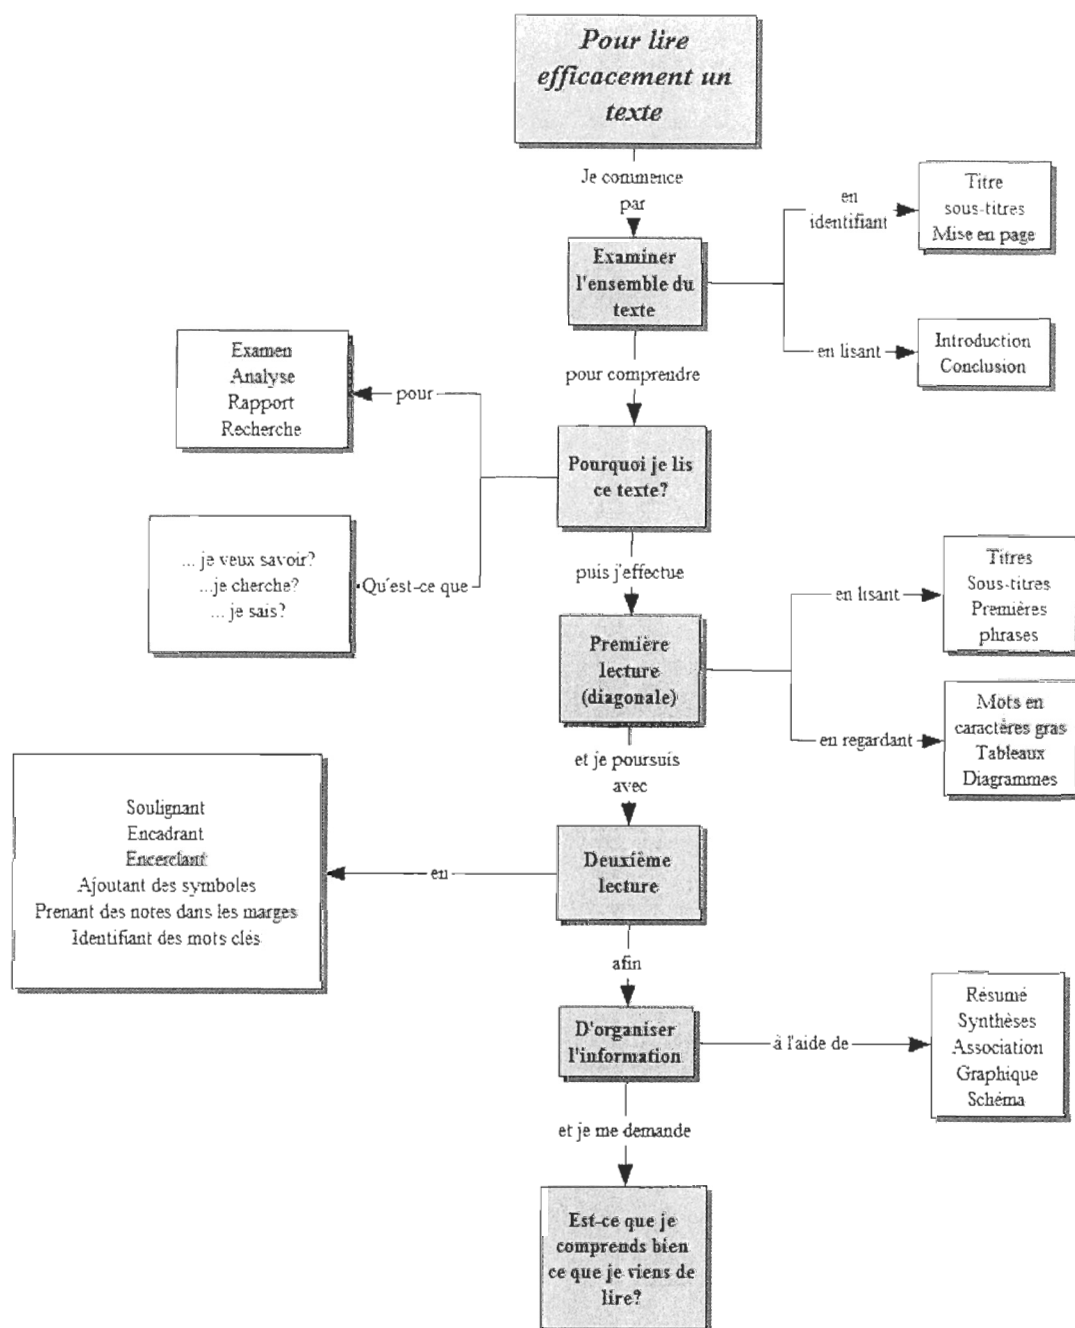 Pour lire
efficacement un
texte
Je commence
par
en
identifiant
Titre
sous-titres
Mise en page
Examiner
l'ensemble du
texte
en lisant
Introduction
Conclusion
pour comprendre
Examen
Analyse
Rapport
Recherche
pour
Pourquoi je lis
ce texte?
... je veux savoir?
...je cherche?
... je sais?
Qu'est-ce que
puis j'effectue
en lisant
Titres
Sous-titres
Premières
phrases
Première
lecture
(diagonale)
en regardant
Mots en
caractères gras
Tableaux
Diagrammes
et je poursuis
avec
Soulignant
Encadrant
Encerclant
Ajoutant des symboles
Prenant des notes dans les marges
Identifiant des mots clés
en
Deuxième
lecture
afin
D'organiser
l'information
à l'aide de
Résumé
Synthèses
Association
Graphique
Schéma
et je me demande
Est-ce que je
comprends bien
ce que je viens de
lire?